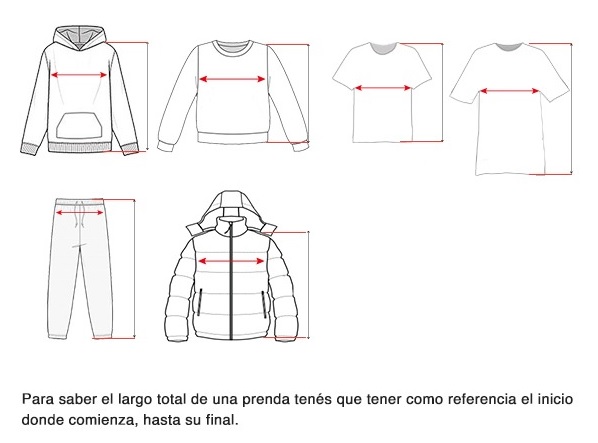 Para saber el largo total de una prenda tenés que tener como referencia el inicio
donde comienza, hasta su final.